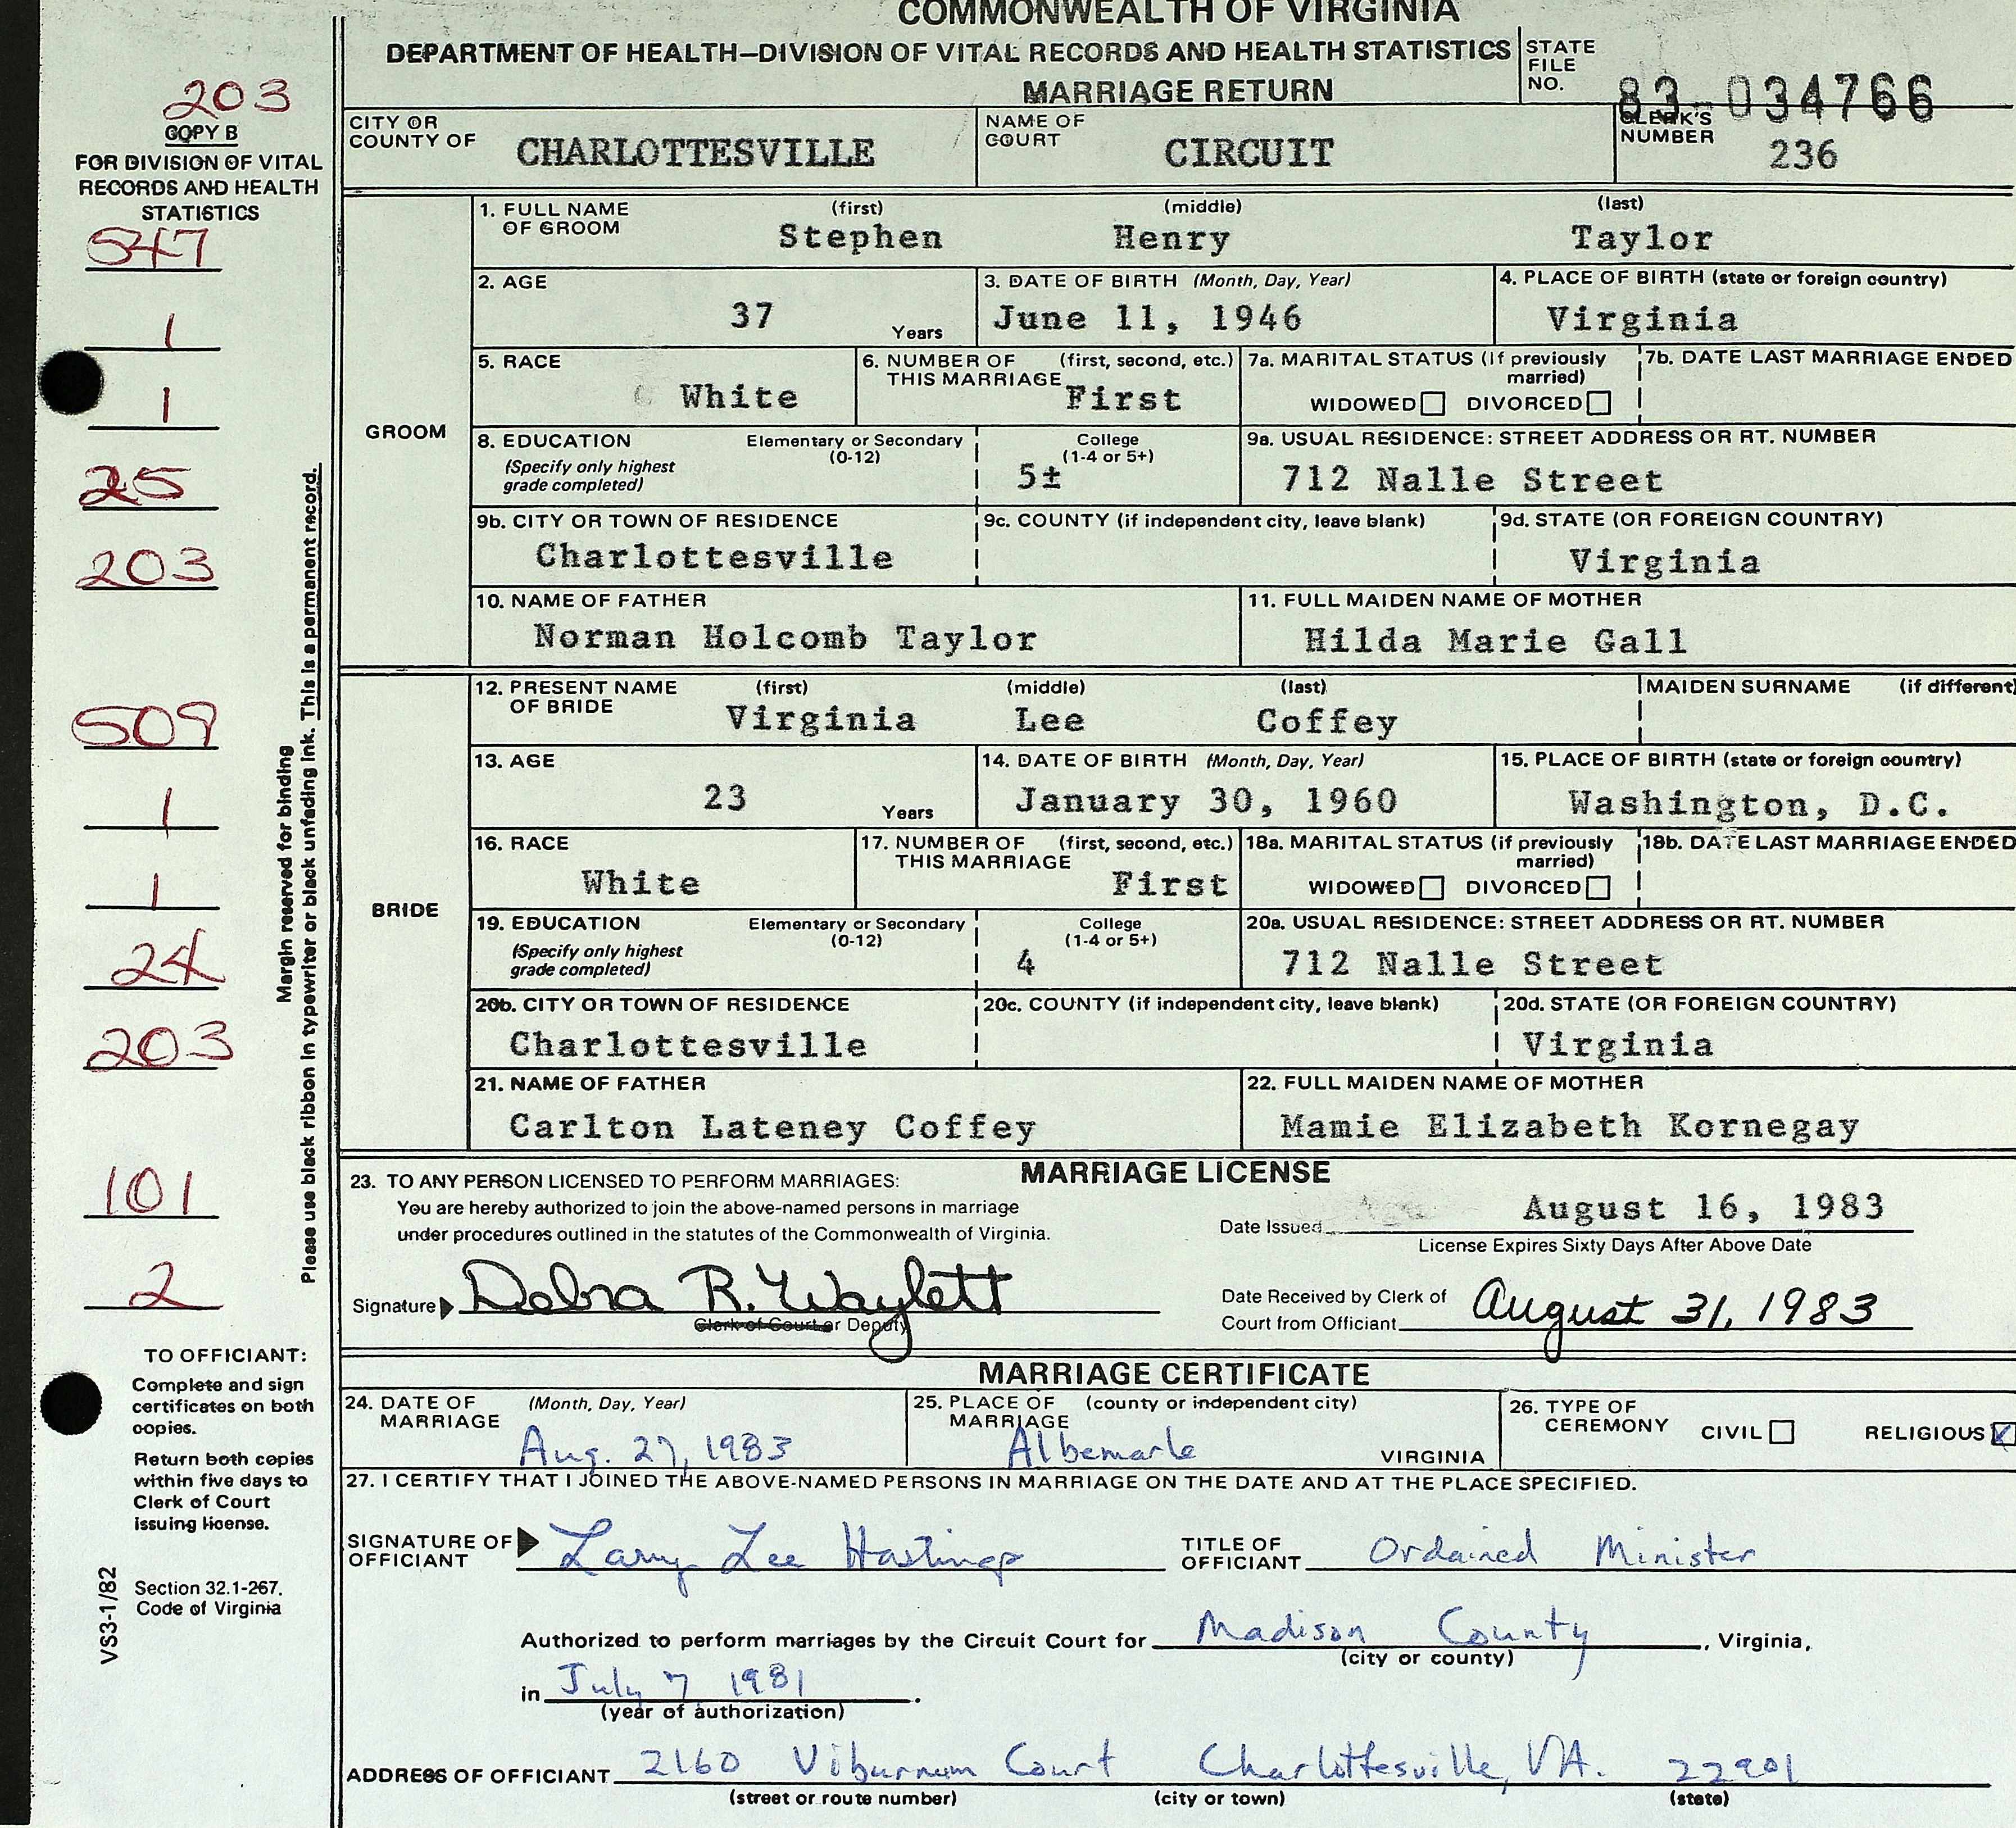 COMMONWEALTH OF VIRGINIA
DEPARTMENT OF HEALTH—DIVISION OF VITAL RECORDS AND HEALTH STATISTICS
MARRIAGE RETURN
STATE FILE NO. 83 034766
203
COPY B
FOR DIVISION OF VITAL RECORDS AND HEALTH STATISTICS
CITY OR COUNTY OF CHARLOTTESVILLE
NAME OF COURT CIRCUIT
CLERK'S NUMBER 236
547
1
1
25
203
509
1
1
24
203
101
2
Margin reserved for binding
Please use black ribbon in typewriter or black unfading ink. This is a permanent record.
GROOM
1. FULL NAME OF GROOM (first) Stephen (middle) Henry (last) Taylor
2. AGE 37 Years
3. DATE OF BIRTH (Month, Day, Year) June 11, 1946
4. PLACE OF BIRTH (state or foreign country) Virginia
5. RACE White
6. NUMBER OF THIS MARRIAGE (first, second, etc.) First
7a. MARITAL STATUS (if previously married) WIDOWED DIVORCED
7b. DATE LAST MARRIAGE ENDED
8. EDUCATION (Specify only highest grade completed) Elementary or Secondary (0-12) College (1-4 or 5+) 5±
9a. USUAL RESIDENCE: STREET ADDRESS OR RT. NUMBER 712 Nalle Street
9b. CITY OR TOWN OF RESIDENCE Charlottesville
9c. COUNTY (if independent city, leave blank)
9d. STATE (OR FOREIGN COUNTRY) Virginia
10. NAME OF FATHER Norman Holcomb Taylor
11. FULL MAIDEN NAME OF MOTHER Hilda Marie Gall
BRIDE
12. PRESENT NAME OF BRIDE (first) Virginia (middle) Lee (last) Coffey
MAIDEN SURNAME (if different)
13. AGE 23 Years
14. DATE OF BIRTH (Month, Day, Year) January 30, 1960
15. PLACE OF BIRTH (state or foreign country) Washington, D.C.
16. RACE White
17. NUMBER OF THIS MARRIAGE (first, second, etc.) First
18a. MARITAL STATUS (if previously married) WIDOWED DIVORCED
18b. DATE LAST MARRIAGE ENDED
19. EDUCATION (Specify only highest grade completed) Elementary or Secondary (0-12) College (1-4 or 5+) 4
20a. USUAL RESIDENCE: STREET ADDRESS OR RT. NUMBER 712 Nalle Street
20b. CITY OR TOWN OF RESIDENCE Charlottesville
20c. COUNTY (if independent city, leave blank)
20d. STATE (OR FOREIGN COUNTRY) Virginia
21. NAME OF FATHER Carlton Lateney Coffey
22. FULL MAIDEN NAME OF MOTHER Mamie Elizabeth Kornegay
MARRIAGE LICENSE
23. TO ANY PERSON LICENSED TO PERFORM MARRIAGES:
You are hereby authorized to join the above-named persons in marriage
under procedures outlined in the statutes of the Commonwealth of Virginia.
Date Issued August 16, 1983
License Expires Sixty Days After Above Date
Signature Debra R. Waylett
Clerk of Court or Deputy
Date Received by Clerk of Court from Official August 31, 1983
MARRIAGE CERTIFICATE
24. DATE OF MARRIAGE (Month, Day, Year) Aug. 27, 1983
25. PLACE OF MARRIAGE (county or independent city) Albemarle VIRGINIA
26. TYPE OF CEREMONY CIVIL RELIGIOUS
27. I CERTIFY THAT I JOINED THE ABOVE-NAMED PERSONS IN MARRIAGE ON THE DATE AND AT THE PLACE SPECIFIED.
SIGNATURE OF OFFICIANT Larry Lee Hastings
TITLE OF OFFICIANT Ordained Minister
Authorized to perform marriages by the Circuit Court for Madison County, Virginia,
(city or county)
in July 7 1981.
(year of authorization)
ADDRESS OF OFFICIANT 2160 Viburnum Court Charlottesville, VA. 22901
(street or route number) (city or town) (state)
TO OFFICIANT:
Complete and sign
certificates on both
copies.
Return both copies
within five days to
Clerk of Court
issuing license.
Section 32.1-267.
Code of Virginia
VS3-1/82